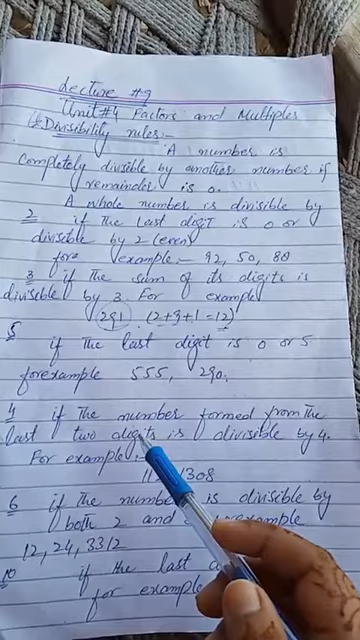 Lecture #9
Unit#4 Factors and Multiples
Divisibility rules:-
A number is
completely divisible by another number if
remainder is 0.
A whole number is divisible by
2 if the last digit is 0 or
divisible by 2 (even)
for example:- 92, 50, 80
3 if the sum of its digits is
divisible by 3. For example
291 (2+9+1=12)
5
if the last digit is 0 or 5
for example 555, 290.
4 if the number formed from the
last two digits is divisible by 4.
For example:-
1308
6 if the number is divisible by
both 2 and example
12, 24, 3312
10 if the last
for example